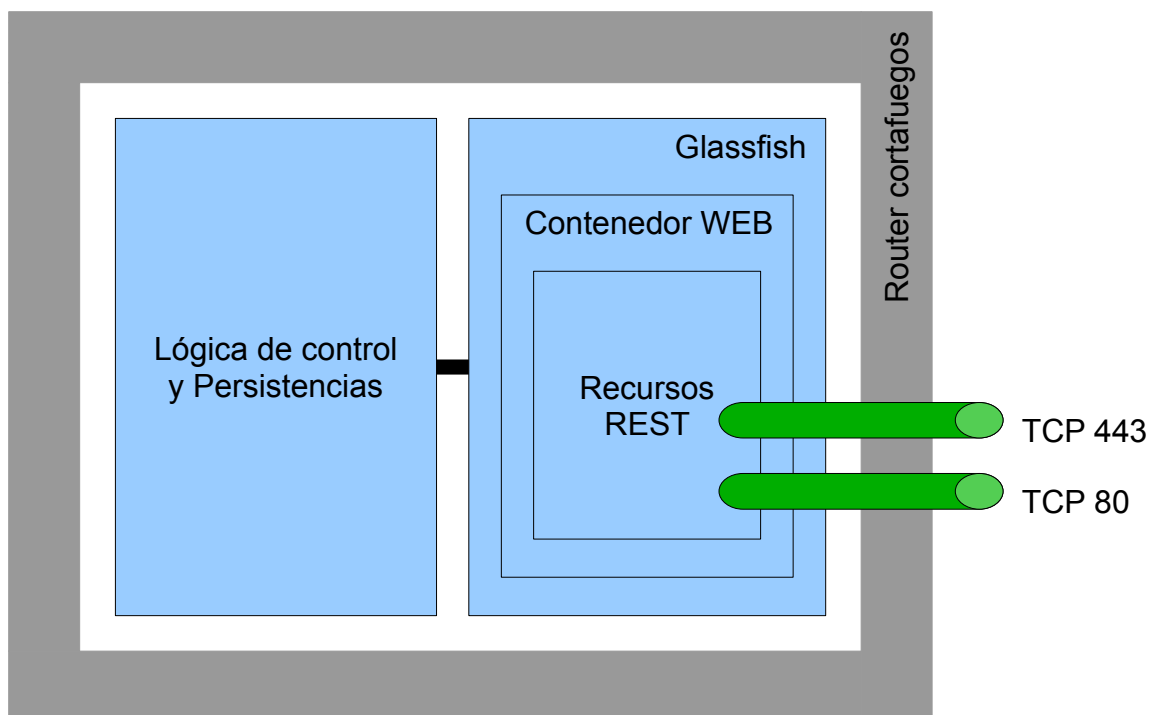 Router cortafuegos
Glassfish
Contenedor WEB
Lógica de control
y Persistencias
Recursos
REST
TCP 443
TCP 80